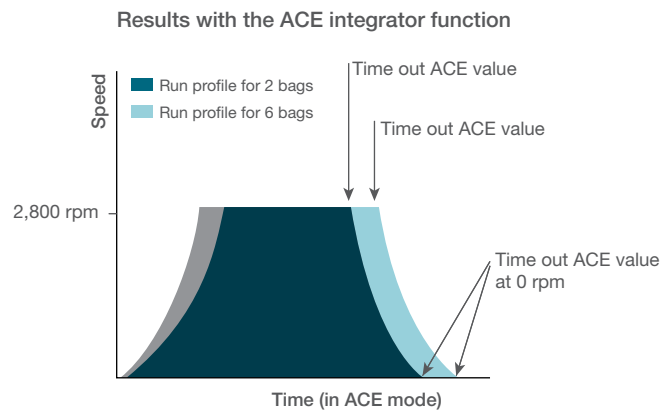 Results with the ACE integrator function
Speed
Run profile for 2 bags
Run profile for 6 bags
Time out ACE value
Time out ACE value
2,800 rpm
Time out ACE value
at 0 rpm
Time (in ACE mode)